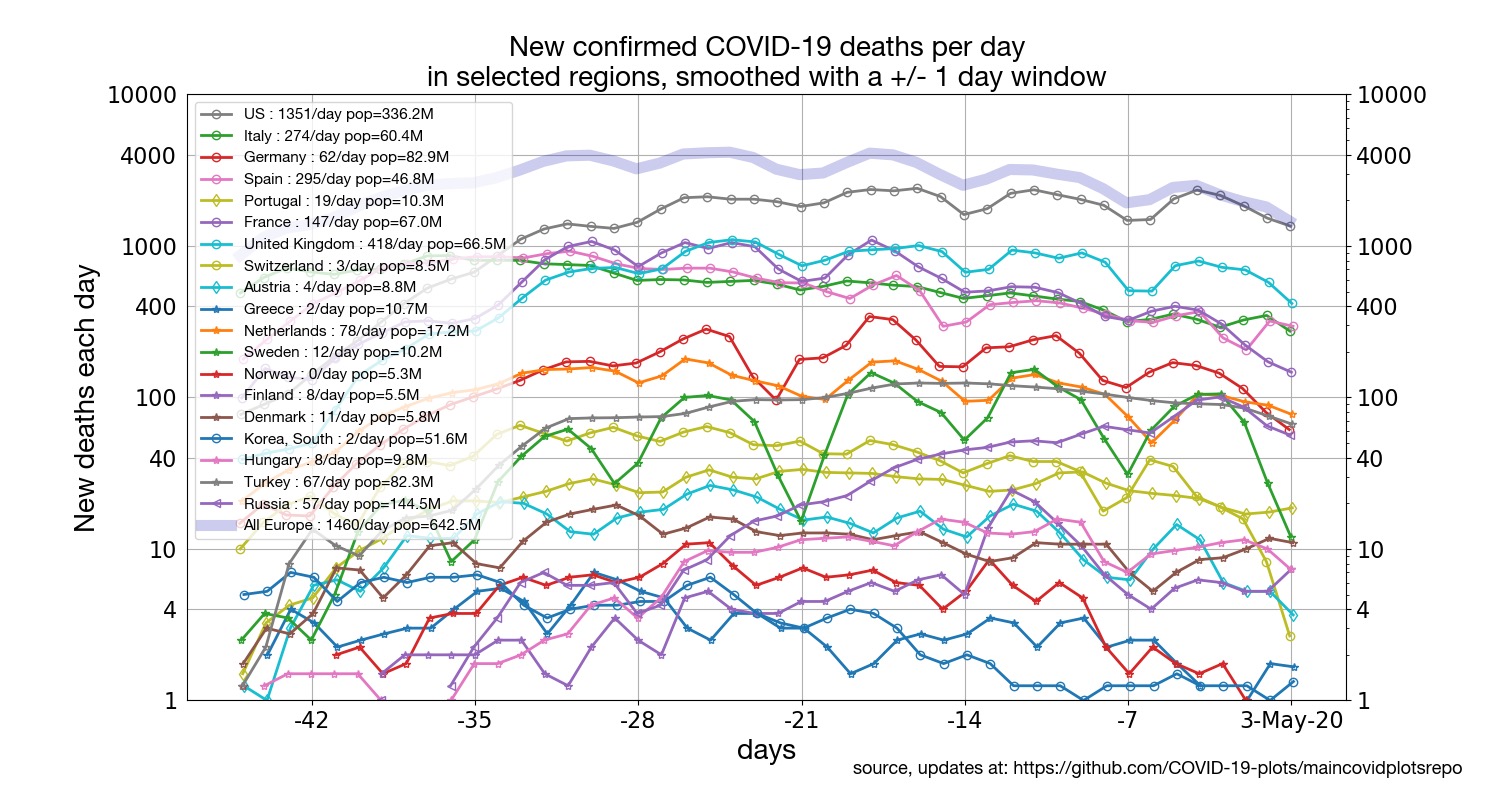 New confirmed COVID-19 deaths per day
in selected regions, smoothed with a +/- 1 day window
10000
4000
1000
400
100
40
10
4
1
New deaths each day
US : 1351/day pop=336.2M
Italy : 274/day pop=60.4M
Germany : 62/day pop=82.9M
Spain : 295/day pop=46.8M
Portugal : 19/day pop=10.3M
France : 147/day pop=67.0M
United Kingdom : 418/day pop=66.5M
Switzerland : 3/day pop=8.5M
Austria : 4/day pop=8.8M
Greece : 2/day pop=10.7M
Netherlands : 78/day pop=17.2M
Sweden : 12/day pop=10.2M
Norway : 0/day pop=5.3M
Finland : 8/day pop=5.5M
Denmark : 11/day pop=5.8M
Korea, South : 2/day pop=51.6M
Hungary : 8/day pop=9.8M
Turkey : 67/day pop=82.3M
Russia : 57/day pop=144.5M
All Europe : 1460/day pop=642.5M
10000
4000
1000
400
100
40
10
4
1
-42 -35 -28 -21 -14 -7 3-May-20
days
source, updates at: https://github.com/COVID-19-plots/maincovidplotsrepo